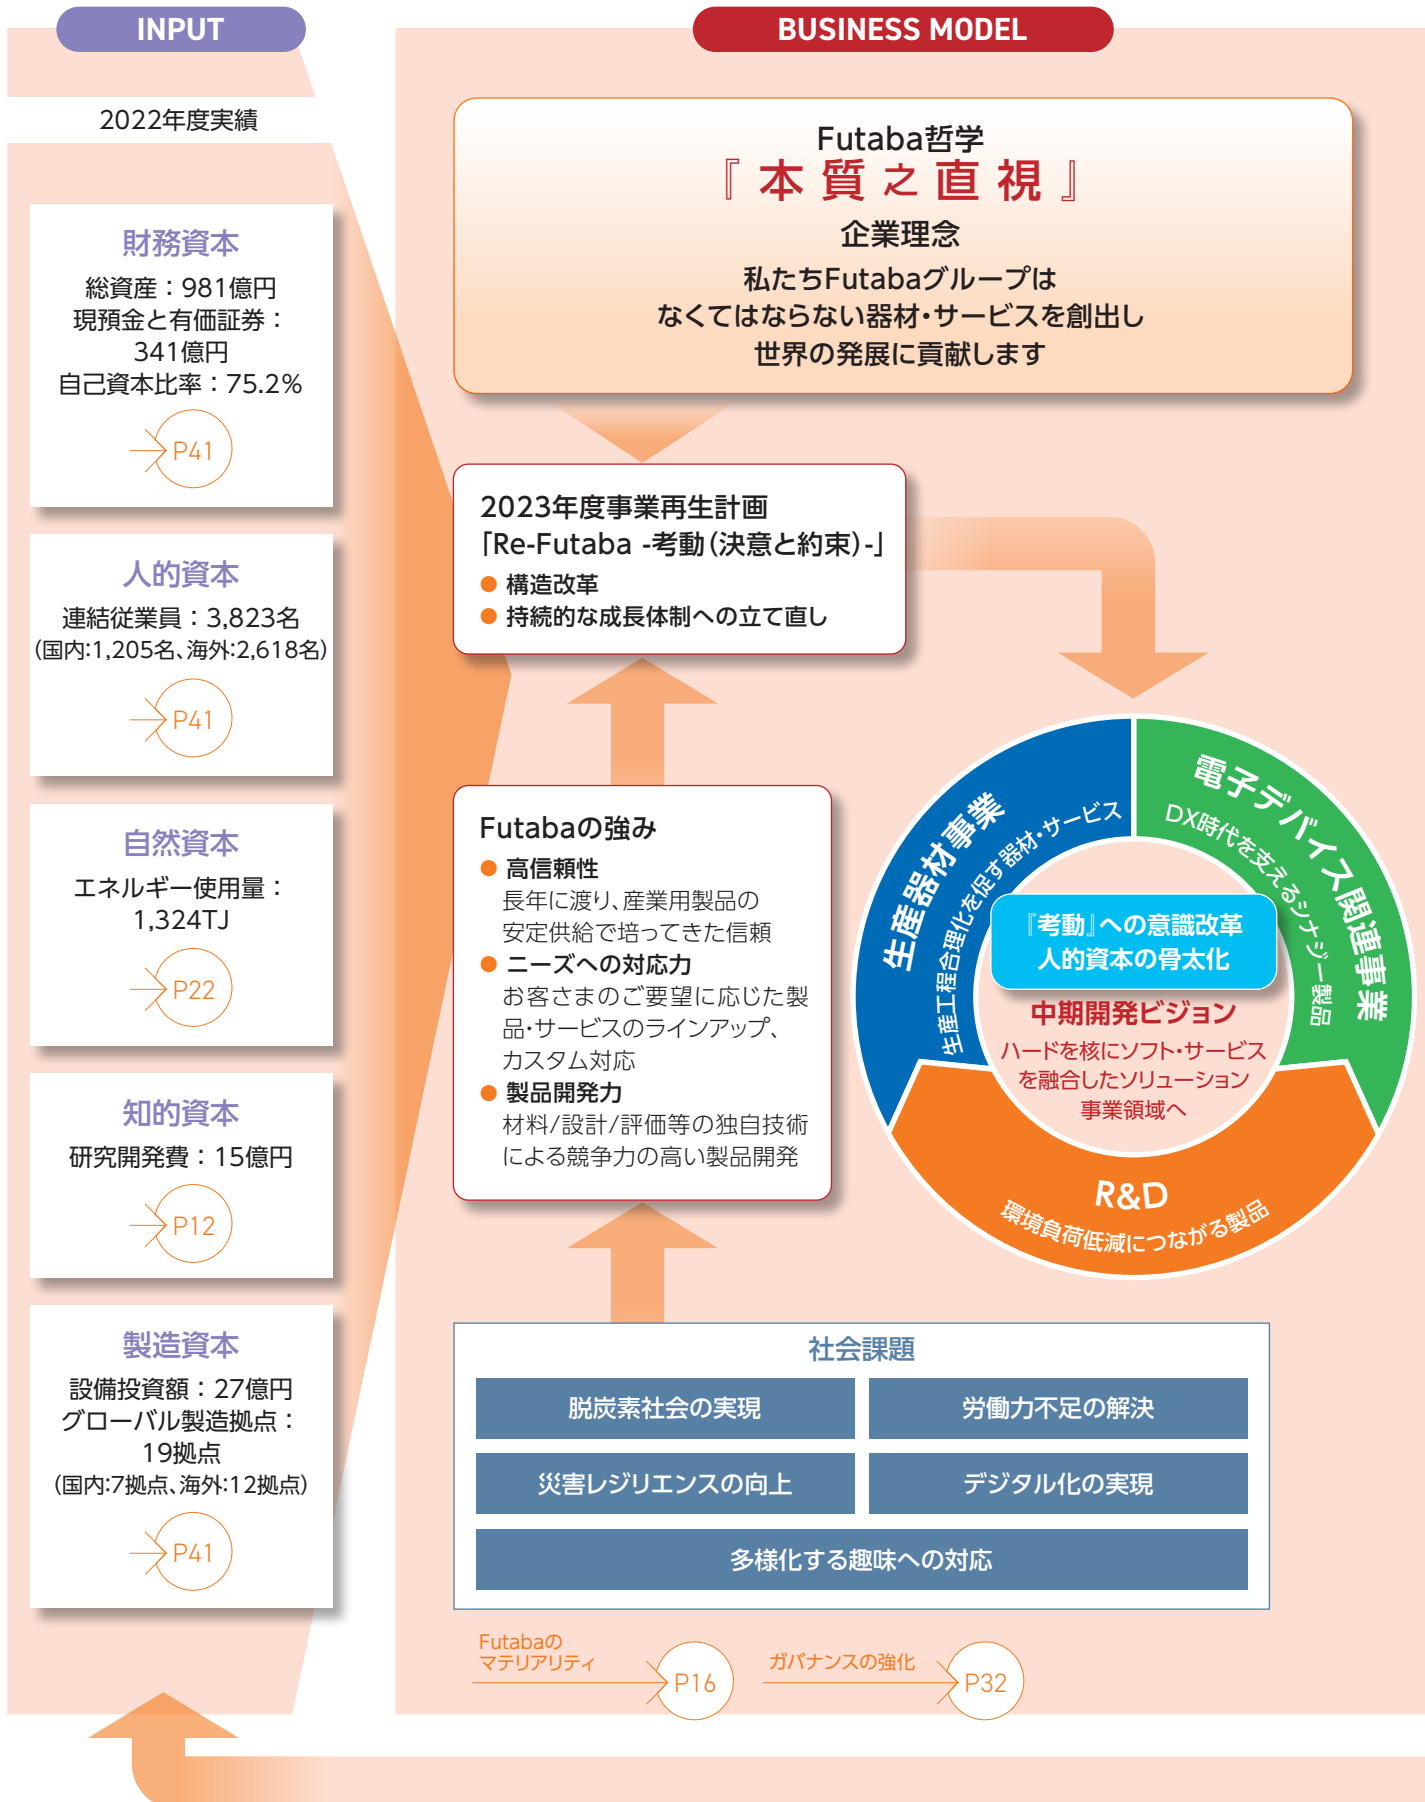 INPUT
2022年度実績
財務資本
総資産：981億円
現預金と有価証券：
341億円
自己資本比率：75.2%
P41
人的資本
連結従業員：3,823名
（国内:1,205名、海外:2,618名）
P41
自然資本
エネルギー使用量：
1,324TJ
P22
知的資本
研究開発費：15億円
P12
製造資本
設備投資額：27億円
グローバル製造拠点：
19拠点
（国内:7拠点、海外:12拠点）
P41
BUSINESS MODEL
Futaba哲学
『本質之直視』
企業理念
私たちFutabaグループは
なくてはならない器材・サービスを創出し
世界の発展に貢献します
2023年度事業再生計画
「Re-Futaba -考動（決意と約束）-」
● 構造改革
● 持続的な成長体制への立て直し
Futabaの強み
● 高信頼性
長年に渡り、産業用製品の
安定供給で培ってきた信頼
● ニーズへの対応力
お客さまのご要望に応じた製
品・サービスのラインアップ、
カスタム対応
● 製品開発力
材料/設計/評価等の独自技術
による競争力の高い製品開発
生産器材事業
生産工程合理化を促す器材・サービス
電子デバイス関連事業
DX時代を支えるシナジー製品
『考動』への意識改革
人的資本の骨太化
中期開発ビジョン
ハードを核にソフト・サービス
を融合したソリューション
事業領域へ
R&D
環境負荷低減につながる製品
社会課題
脱炭素社会の実現
労働力不足の解決
災害レジリエンスの向上
デジタル化の実現
多様化する趣味への対応
Futabaの
マテリアリティ
P16
ガバナンスの強化
P32